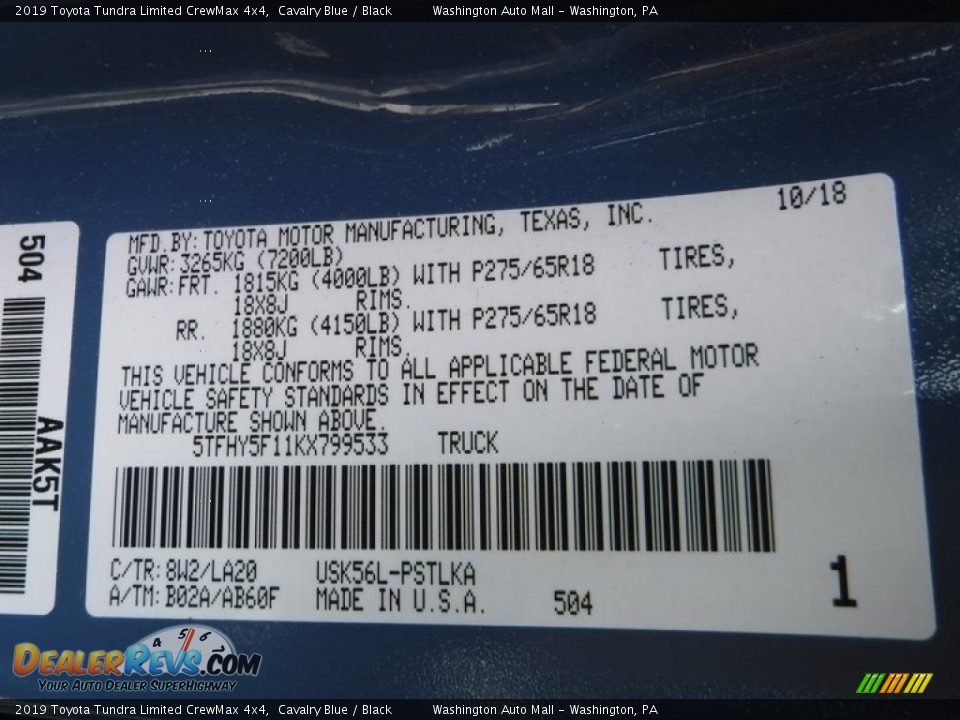 2019 Toyota Tundra Limited CrewMax 4x4, Cavalry Blue / Black Washington Auto Mall - Washington, PA
10/18
MFD.BY:TOYOTA MOTOR MANUFACTURING, TEXAS, INC.
GVWR:3265KG (7200LB)
GAWR:FRT. 1815KG (4000LB) WITH P275/65R18 TIRES,
18X8J RIMS.
RR. 1880KG (4150LB) WITH P275/65R18 TIRES,
18X8J RIMS.
THIS VEHICLE CONFORMS TO ALL APPLICABLE FEDERAL MOTOR
VEHICLE SAFETY STANDARDS IN EFFECT ON THE DATE OF
MANUFACTURE SHOWN ABOVE.
5TFHY5F11KX799533 TRUCK
C/TR:8W2/LA20 USK56L-PSTLKA
A/TM:B02A/AB60F MADE IN U.S.A. 504
1
504
AAK5T
4 5 6
DEALERREVS.COM
YOUR AUTO DEALER SUPERHIGHWAY
2019 Toyota Tundra Limited CrewMax 4x4, Cavalry Blue / Black Washington Auto Mall - Washington, PA